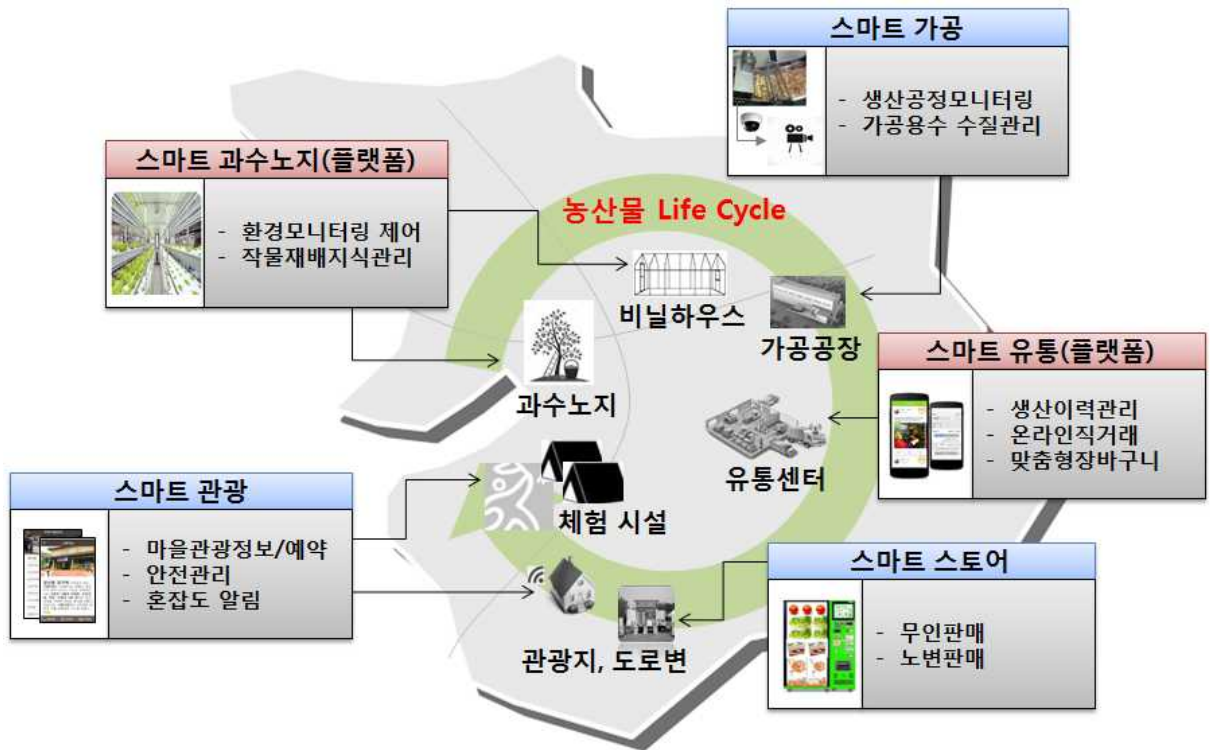 스마트 가공
- 생산공정모니터링
- 가공용수 수질관리
스마트 과수노지(플랫폼)
- 환경모니터링 제어
- 작물재배지식관리
농산물 Life Cycle
비닐하우스
가공공장
과수노지
스마트 유통(플랫폼)
- 생산이력관리
- 온라인직거래
- 맞춤형장바구니
유통센터
체험 시설
스마트 관광
- 마을관광정보/예약
- 안전관리
- 혼잡도 알림
스마트 스토어
- 무인판매
- 노변판매
관광지, 도로변